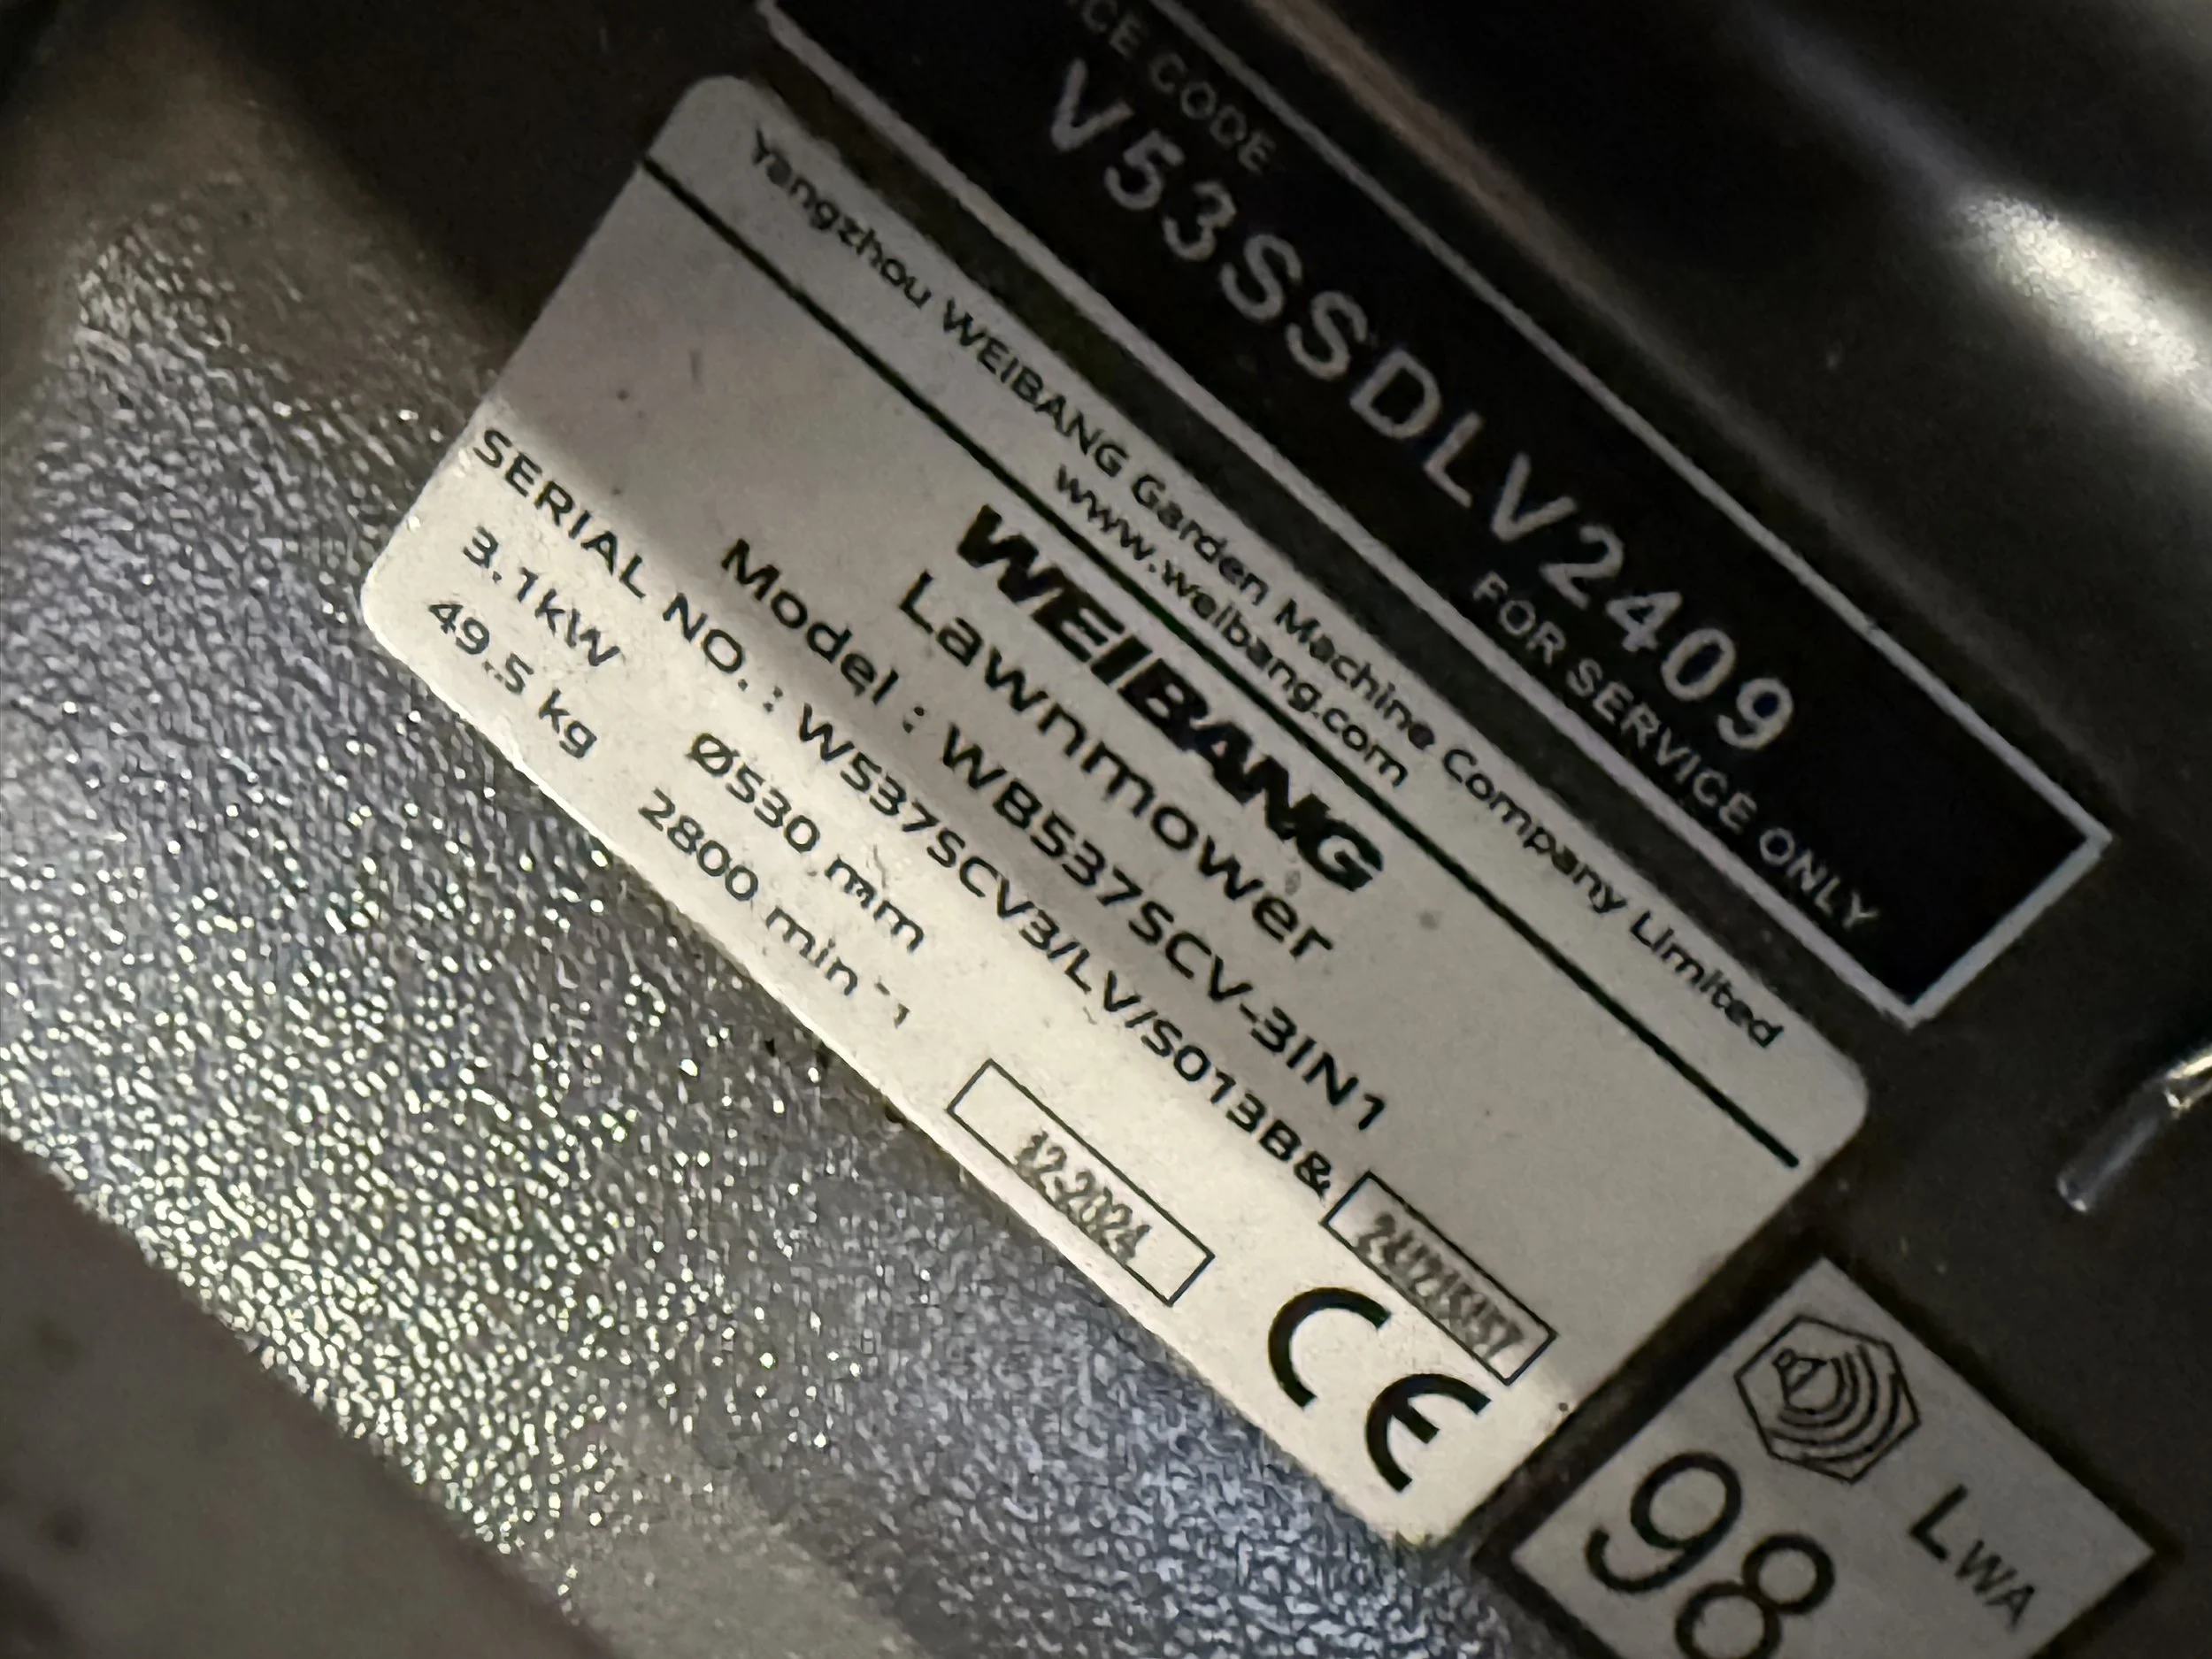 CE CODE
V53SSDLV2409
FOR SERVICE ONLY
Yangzhou WEIBANG Garden Machine Company Limited
www.weibang.com
WEIBANG
Lawnmower
Model : WB537SCV-3IN1
SERIAL NO. : W537SCV3/LV/S013B&
3.1kW Ø530 mm
49.5 kg 2800 min⁻¹
12-2024
CE
LWA
98